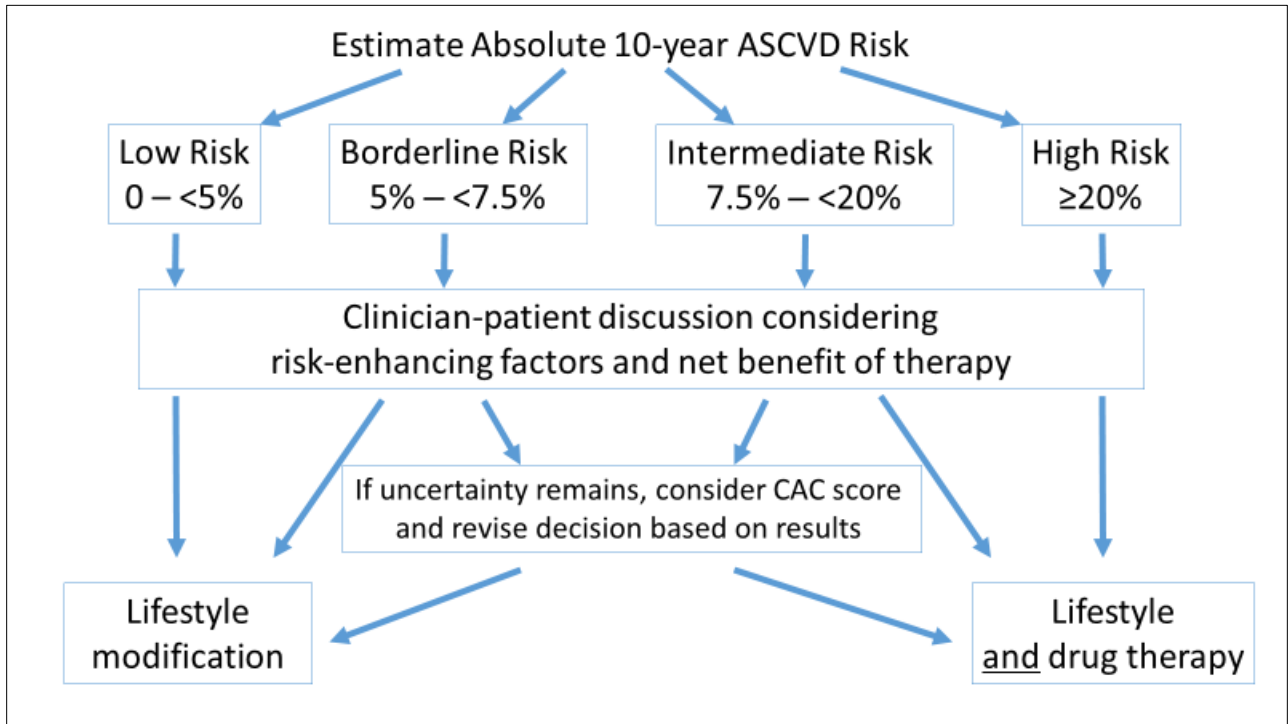 Estimate Absolute 10-year ASCVD Risk
Low Risk
0 – <5%
Borderline Risk
5% – <7.5%
Intermediate Risk
7.5% – <20%
High Risk
≥20%
Clinician-patient discussion considering
risk-enhancing factors and net benefit of therapy
If uncertainty remains, consider CAC score
and revise decision based on results
Lifestyle
modification
Lifestyle
and drug therapy